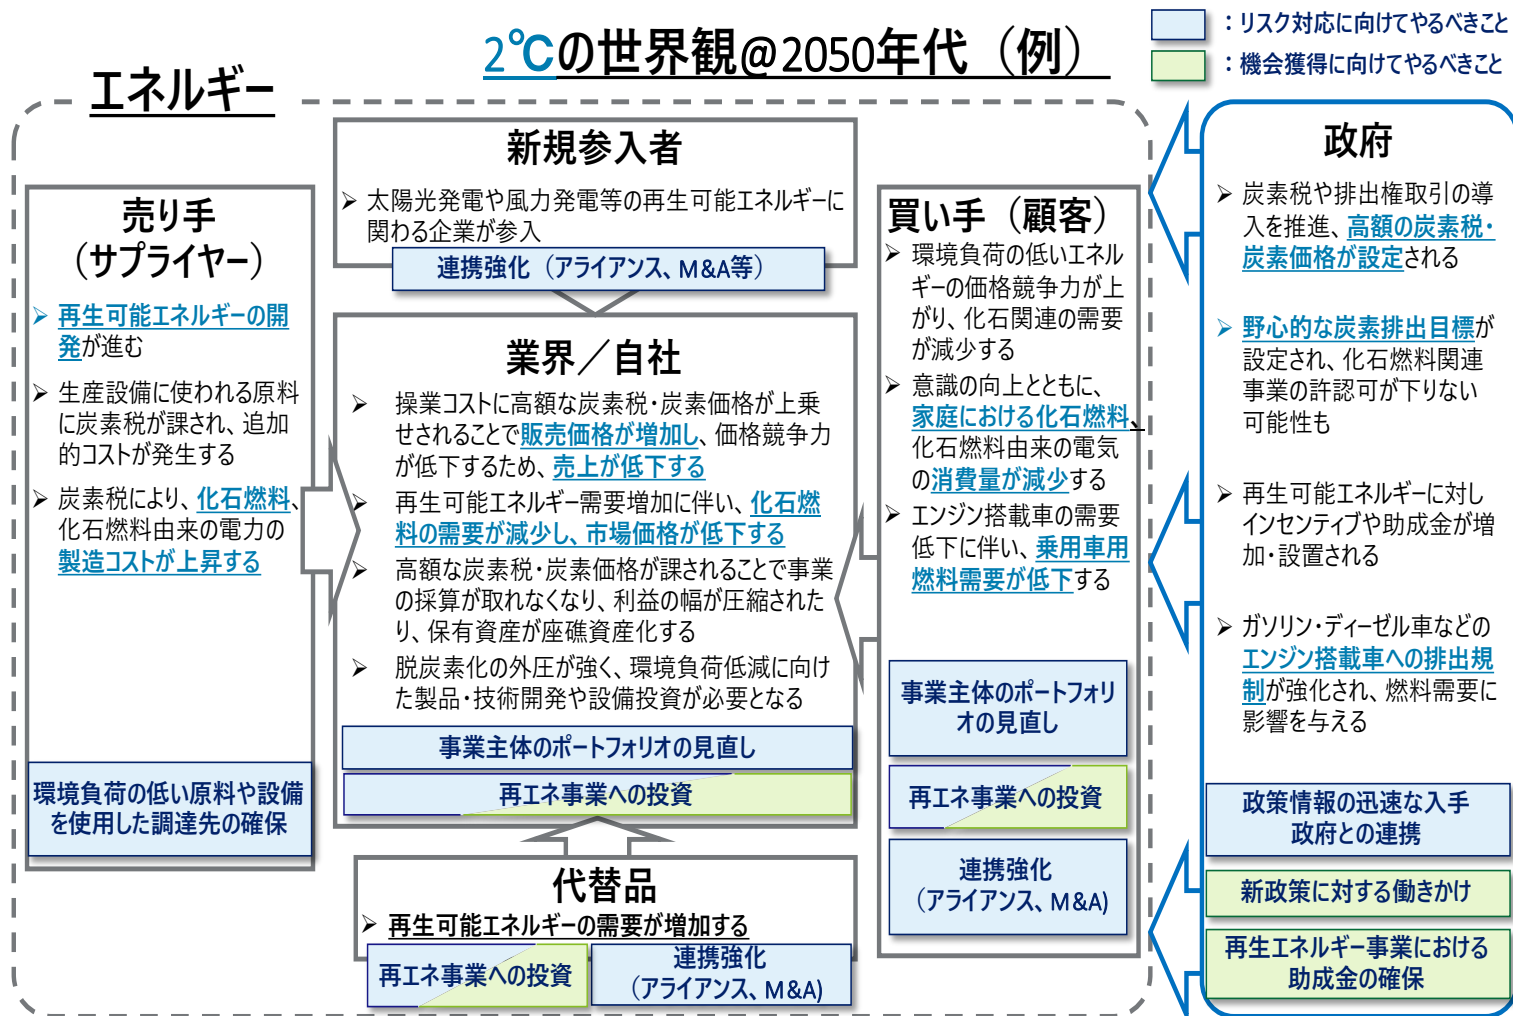 2℃の世界観@2050年代（例）
：リスク対応に向けてやるべきこと
：機会獲得に向けてやるべきこと
エネルギー
新規参入者
➢ 太陽光発電や風力発電等の再生可能エネルギーに
関わる企業が参入
連携強化（アライアンス、M&A等）
売り手
（サプライヤー）
➢ 再生可能エネルギーの開
発が進む
➢ 生産設備に使われる原料
に炭素税が課され、追加
的コストが発生する
➢ 炭素税により、化石燃料、
化石燃料由来の電力の
製造コストが上昇する
環境負荷の低い原料や設備
を使用した調達先の確保
業界／自社
➢ 操業コストに高額な炭素税・炭素価格が上乗
せされることで販売価格が増加し、価格競争力
が低下するため、売上が低下する
➢ 再生可能エネルギー需要増加に伴い、化石燃
料の需要が減少し、市場価格が低下する
➢ 高額な炭素税・炭素価格が課されることで事業
の採算が取れなくなり、利益の幅が圧縮された
り、保有資産が座礁資産化する
➢ 脱炭素化の外圧が強く、環境負荷低減に向け
た製品・技術開発や設備投資が必要となる
事業主体のポートフォリオの見直し
再エネ事業への投資
代替品
➢ 再生可能エネルギーの需要が増加する
再エネ事業への投資
連携強化
（アライアンス、M&A)
買い手（顧客）
➢ 環境負荷の低いエネル
ギーの価格競争力が上
がり、化石関連の需要
が減少する
➢ 意識の向上とともに、
家庭における化石燃料、
化石燃料由来の電気
の消費量が減少する
➢ エンジン搭載車の需要
低下に伴い、乗用車用
燃料需要が低下する
事業主体のポートフォリ
オの見直し
再エネ事業への投資
連携強化
（アライアンス、M&A)
政府
➢ 炭素税や排出権取引の導
入を推進、高額の炭素税・
炭素価格が設定される
➢ 野心的な炭素排出目標が
設定され、化石燃料関連
事業の許認可が下りない
可能性も
➢ 再生可能エネルギーに対し
インセンティブや助成金が増
加・設置される
➢ ガソリン・ディーゼル車などの
エンジン搭載車への排出規
制が強化され、燃料需要に
影響を与える
政策情報の迅速な入手
政府との連携
新政策に対する働きかけ
再生エネルギー事業における
助成金の確保